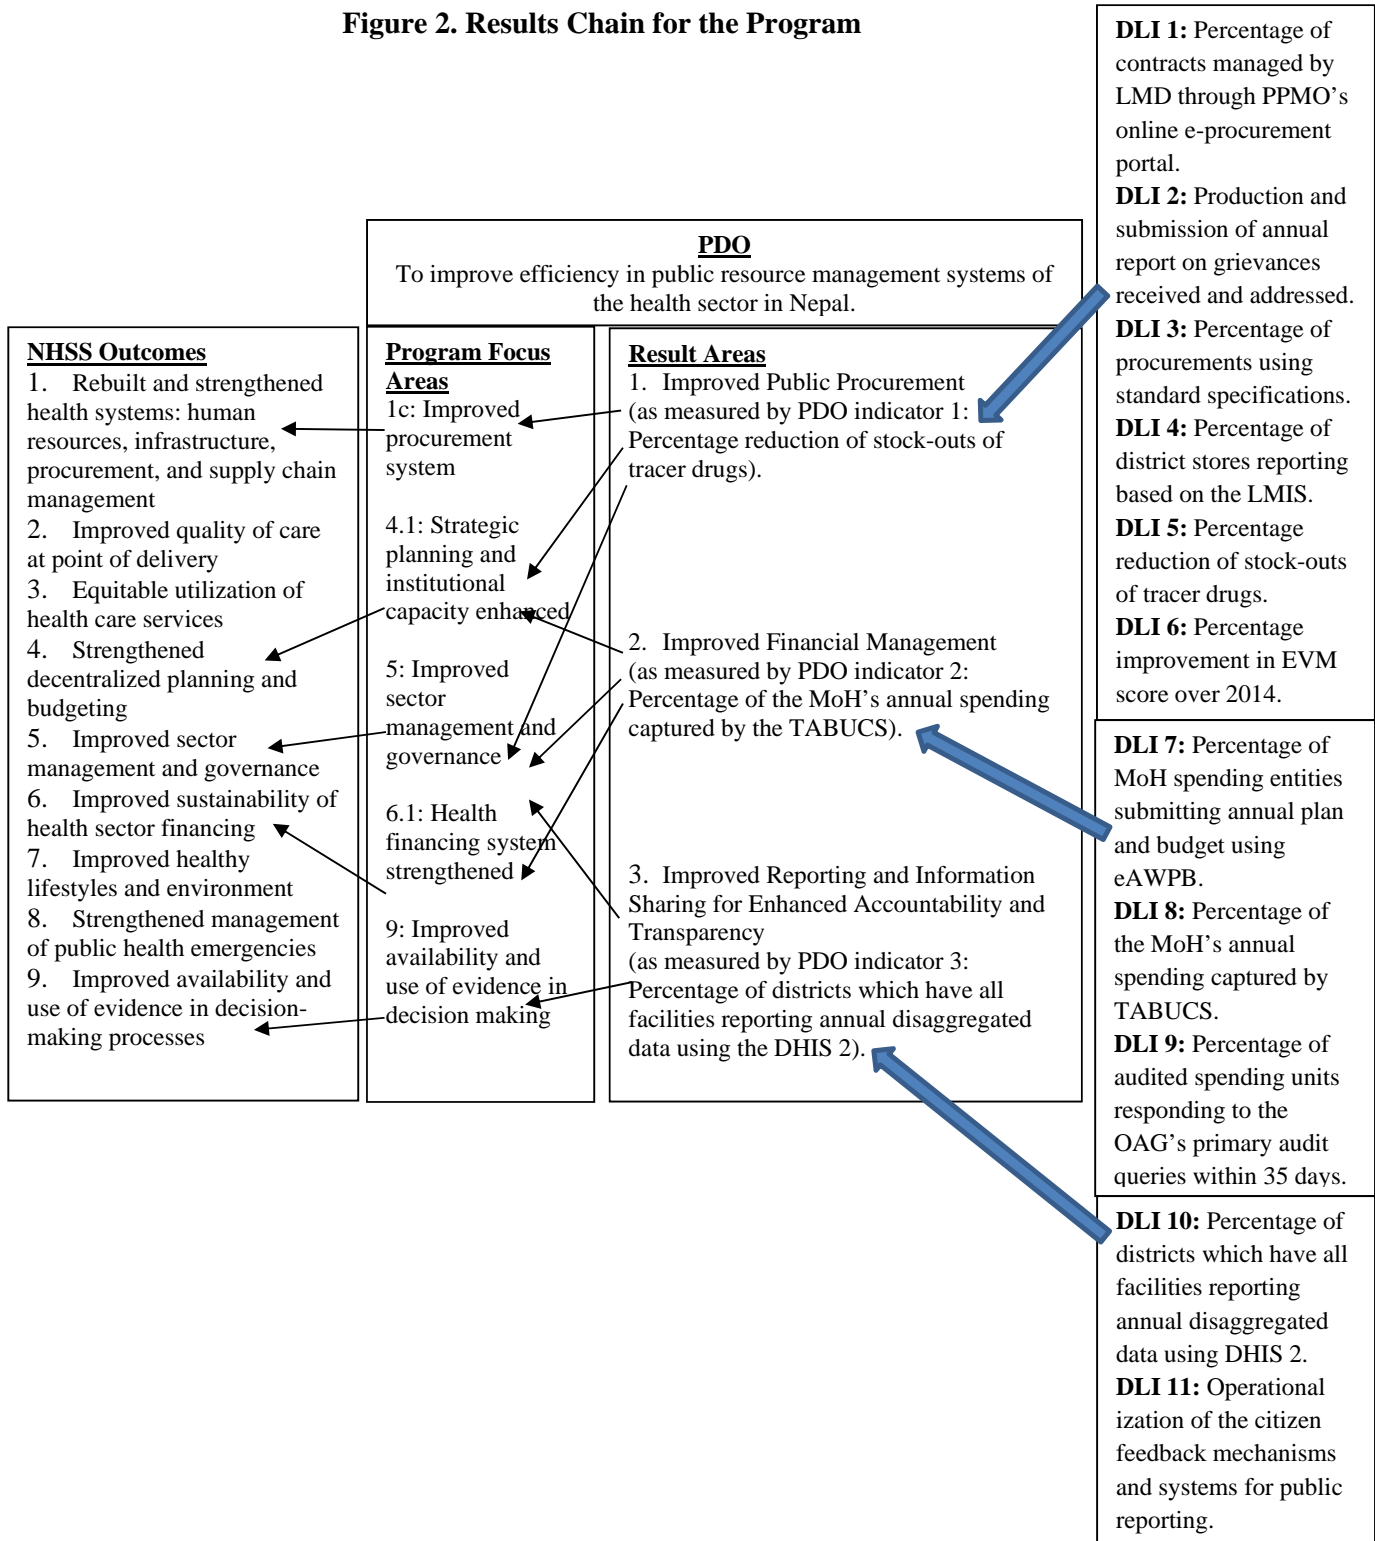 Figure 2. Results Chain for the Program
PDO
To improve efficiency in public resource management systems of
the health sector in Nepal.
NHSS Outcomes
1. Rebuilt and strengthened
health systems: human
resources, infrastructure,
procurement, and supply chain
management
2. Improved quality of care
at point of delivery
3. Equitable utilization of
health care services
4. Strengthened
decentralized planning and
budgeting
5. Improved sector
management and governance
6. Improved sustainability of
health sector financing
7. Improved healthy
lifestyles and environment
8. Strengthened management
of public health emergencies
9. Improved availability and
use of evidence in decision-
making processes
Program Focus
Areas
1c: Improved
procurement
system
4.1: Strategic
planning and
institutional
capacity enhanced
5: Improved
sector
management and
governance
6.1: Health
financing system
strengthened
9: Improved
availability and
use of evidence in
decision making
Result Areas
1. Improved Public Procurement
(as measured by PDO indicator 1:
Percentage reduction of stock-outs of
tracer drugs).
2. Improved Financial Management
(as measured by PDO indicator 2:
Percentage of the MoH's annual spending
captured by the TABUCS).
3. Improved Reporting and Information
Sharing for Enhanced Accountability and
Transparency
(as measured by PDO indicator 3:
Percentage of districts which have all
facilities reporting annual disaggregated
data using the DHIS 2).
DLI 1: Percentage of
contracts managed by
LMD through PPMO's
online e-procurement
portal.
DLI 2: Production and
submission of annual
report on grievances
received and addressed.
DLI 3: Percentage of
procurements using
standard specifications.
DLI 4: Percentage of
district stores reporting
based on the LMIS.
DLI 5: Percentage
reduction of stock-outs
of tracer drugs.
DLI 6: Percentage
improvement in EVM
score over 2014.
DLI 7: Percentage of
MoH spending entities
submitting annual plan
and budget using
eAWPB.
DLI 8: Percentage of
the MoH's annual
spending captured by
TABUCS.
DLI 9: Percentage of
audited spending units
responding to the
OAG's primary audit
queries within 35 days.
DLI 10: Percentage of
districts which have all
facilities reporting
annual disaggregated
data using DHIS 2.
DLI 11: Operational
ization of the citizen
feedback mechanisms
and systems for public
reporting.